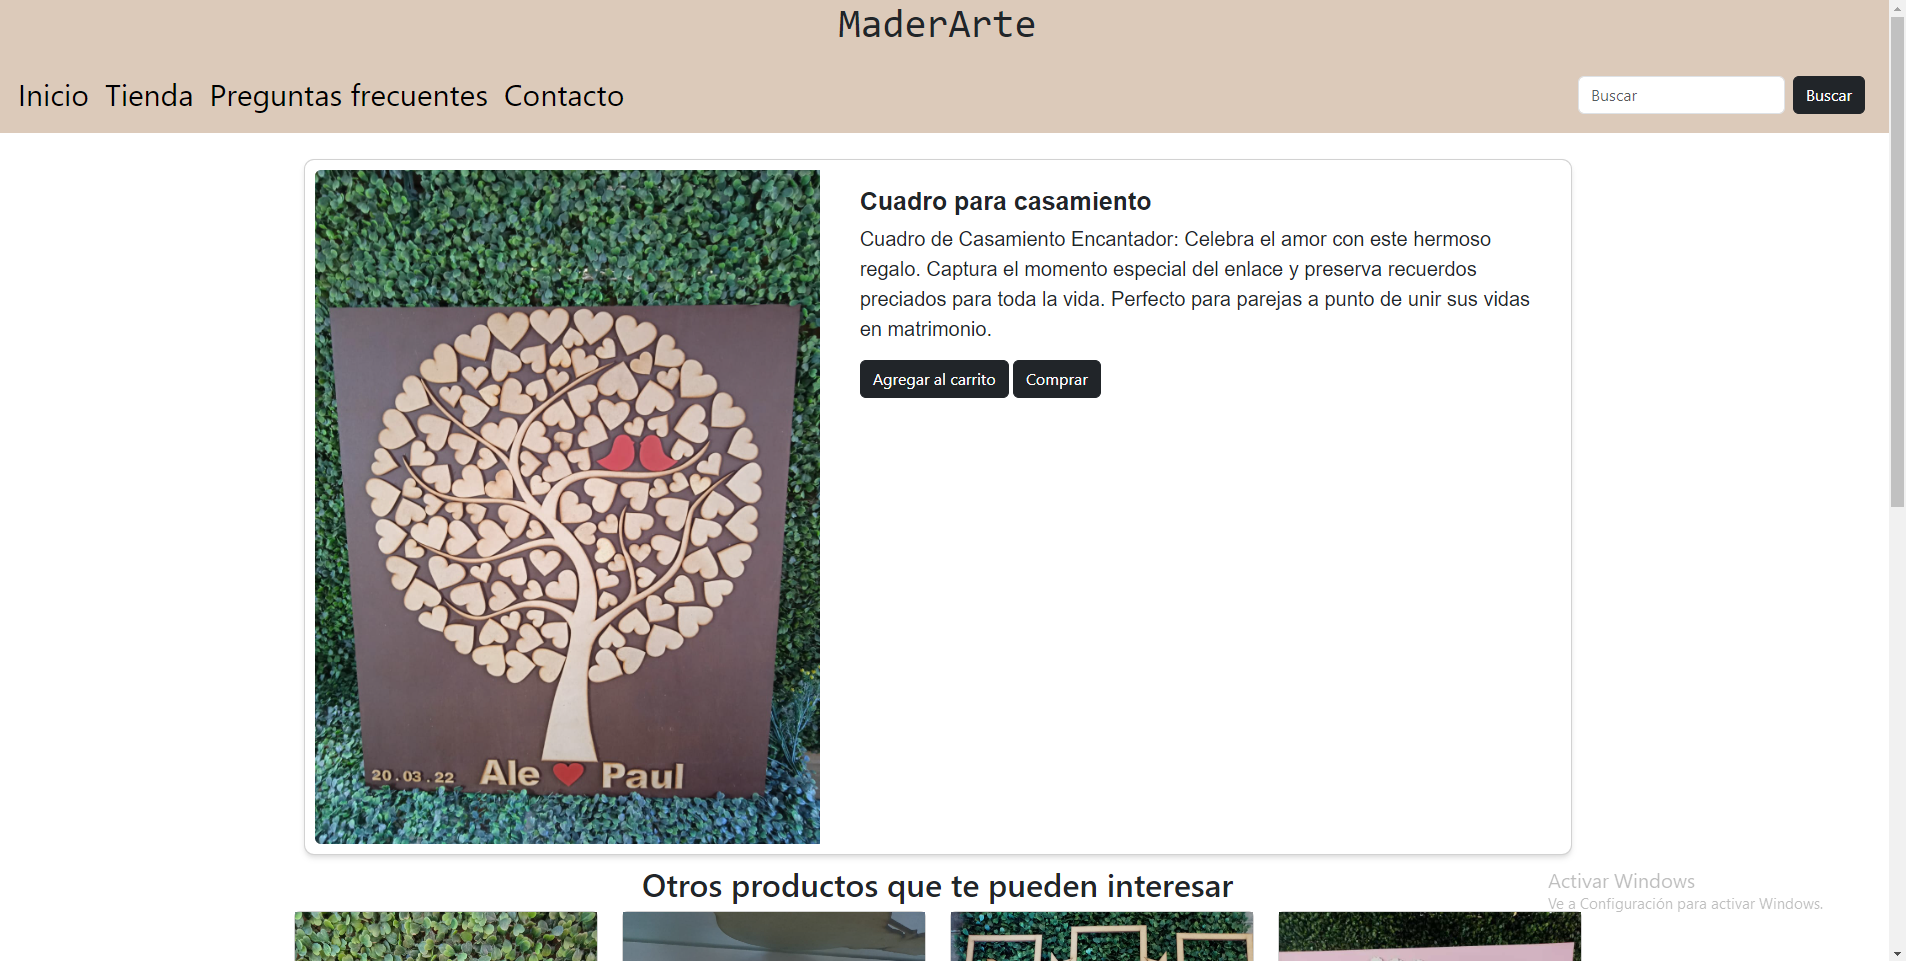 MaderArte
Inicio Tienda Preguntas frecuentes Contacto
Buscar Buscar
Cuadro para casamiento
Cuadro de Casamiento Encantador: Celebra el amor con este hermoso
regalo. Captura el momento especial del enlace y preserva recuerdos
preciados para toda la vida. Perfecto para parejas a punto de unir sus vidas
en matrimonio.
Agregar al carrito Comprar
20.03.22 Ale Paul
Otros productos que te pueden interesar
Activar Windows
Ve a Configuración para activar Windows.